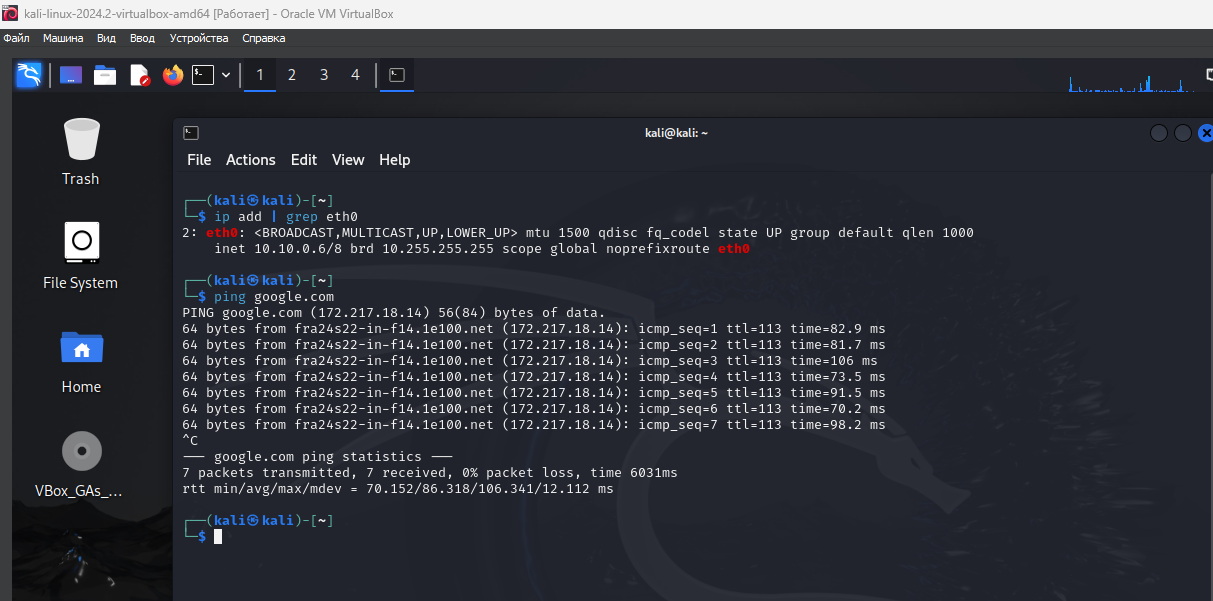 kali-linux-2024.2-virtualbox-amd64 [Работает] - Oracle VM VirtualBox
Файл Машина Вид Ввод Устройства Справка
1 2 3 4
Trash
File System
Home
VBox_GAs_...
kali@kali: ~
File Actions Edit View Help
┌──(kali㉿kali)-[~]
└─$ ip add | grep eth0
2: eth0: <BROADCAST,MULTICAST,UP,LOWER_UP> mtu 1500 qdisc fq_codel state UP group default qlen 1000
    inet 10.10.0.6/8 brd 10.255.255.255 scope global noprefixroute eth0
┌──(kali㉿kali)-[~]
└─$ ping google.com
PING google.com (172.217.18.14) 56(84) bytes of data.
64 bytes from fra24s22-in-f14.1e100.net (172.217.18.14): icmp_seq=1 ttl=113 time=82.9 ms
64 bytes from fra24s22-in-f14.1e100.net (172.217.18.14): icmp_seq=2 ttl=113 time=81.7 ms
64 bytes from fra24s22-in-f14.1e100.net (172.217.18.14): icmp_seq=3 ttl=113 time=106 ms
64 bytes from fra24s22-in-f14.1e100.net (172.217.18.14): icmp_seq=4 ttl=113 time=73.5 ms
64 bytes from fra24s22-in-f14.1e100.net (172.217.18.14): icmp_seq=5 ttl=113 time=91.5 ms
64 bytes from fra24s22-in-f14.1e100.net (172.217.18.14): icmp_seq=6 ttl=113 time=70.2 ms
64 bytes from fra24s22-in-f14.1e100.net (172.217.18.14): icmp_seq=7 ttl=113 time=98.2 ms
^C
--- google.com ping statistics ---
7 packets transmitted, 7 received, 0% packet loss, time 6031ms
rtt min/avg/max/mdev = 70.152/86.318/106.341/12.112 ms
┌──(kali㉿kali)-[~]
└─$